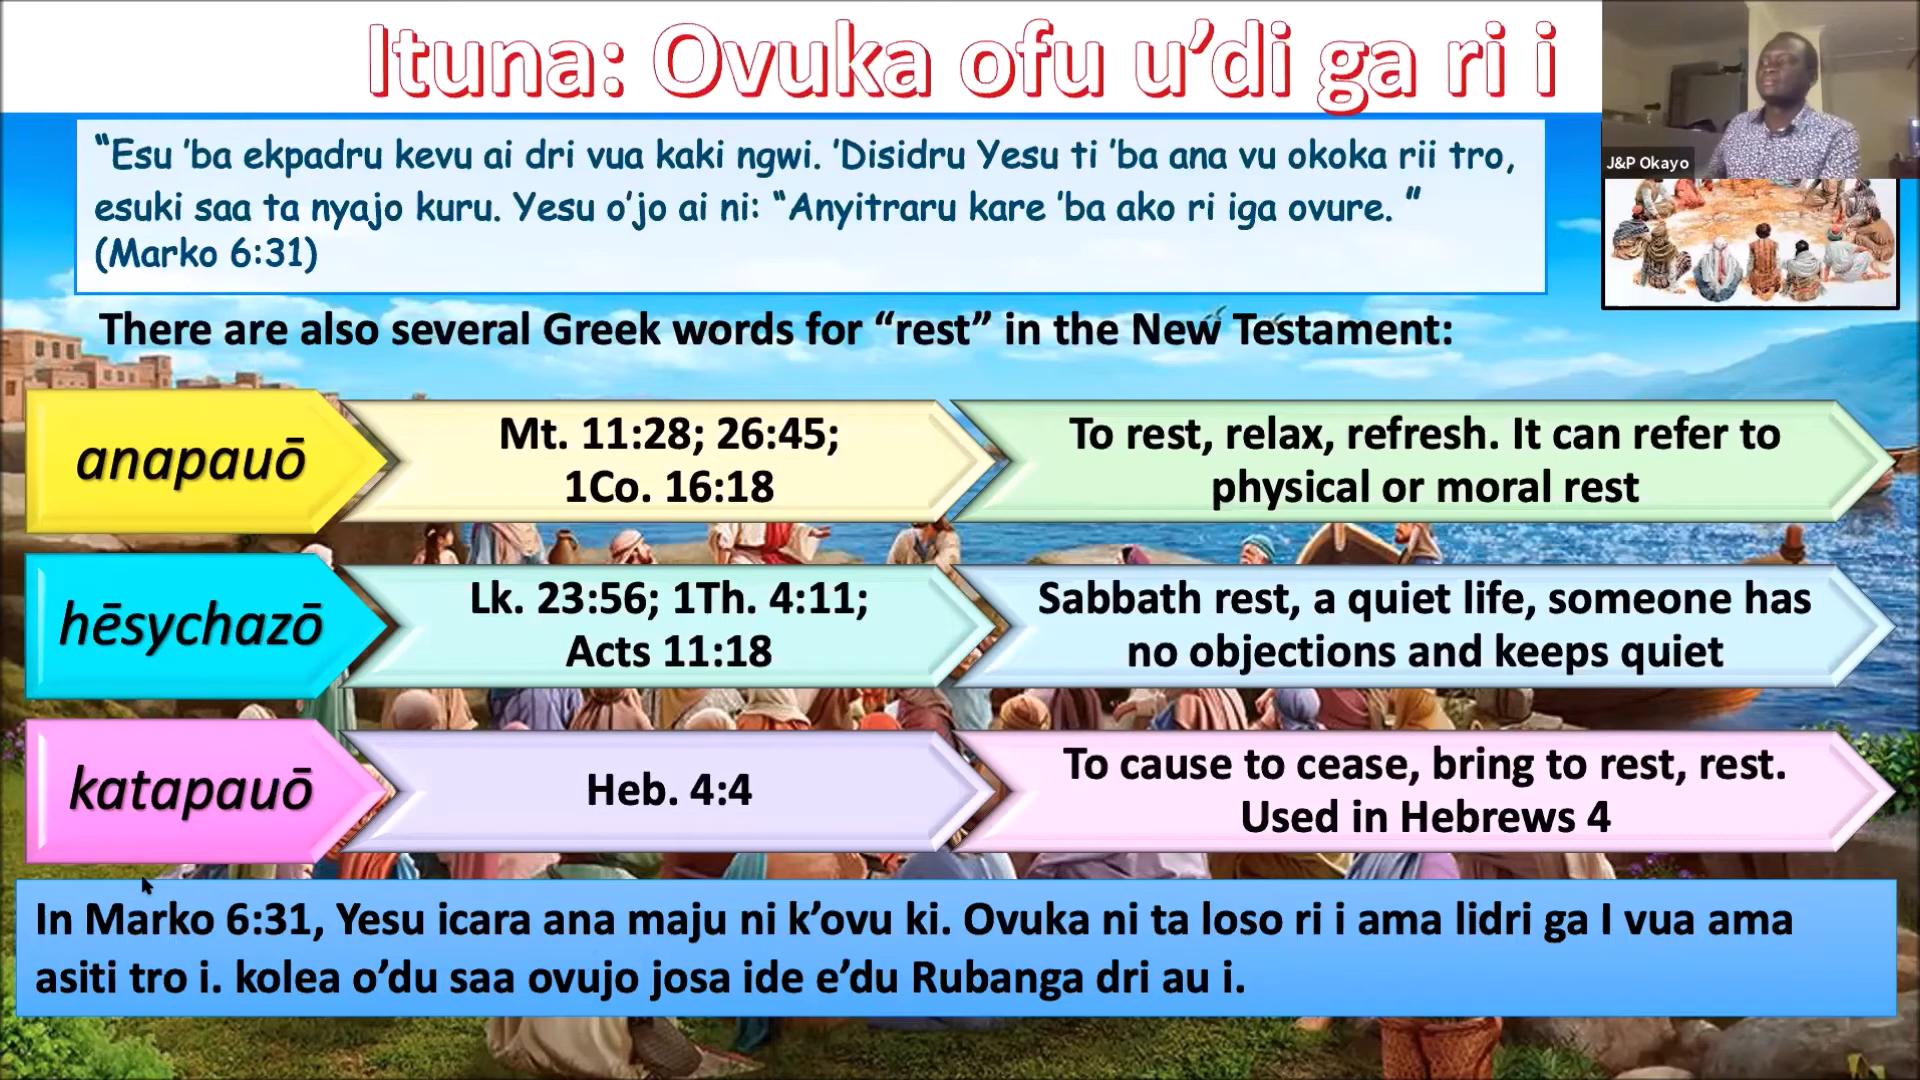 Ituna: Ovuka ofu u’di ga ri i
“Esu ’ba ekpadru kevu ai dri vua kaki ngwi. ’Disidru Yesu ti ’ba ana vu okoka rii tro,
esuki saa ta nyajo kuru. Yesu o’jo ai ni: “Anyitraru kare ’ba ako ri iga ovure. ”
(Marko 6:31)
J&P Okayo
There are also several Greek words for “rest” in the New Testament:
anapauō
Mt. 11:28; 26:45;
1Co. 16:18
To rest, relax, refresh. It can refer to
physical or moral rest
hēsychazō
Lk. 23:56; 1Th. 4:11;
Acts 11:18
Sabbath rest, a quiet life, someone has
no objections and keeps quiet
katapauō
Heb. 4:4
To cause to cease, bring to rest, rest.
Used in Hebrews 4
In Marko 6:31, Yesu icara ana maju ni k’ovu ki. Ovuka ni ta loso ri i ama lidri ga I vua ama
asiti tro i. kolea o’du saa ovujo josa ide e’du Rubanga dri au i.